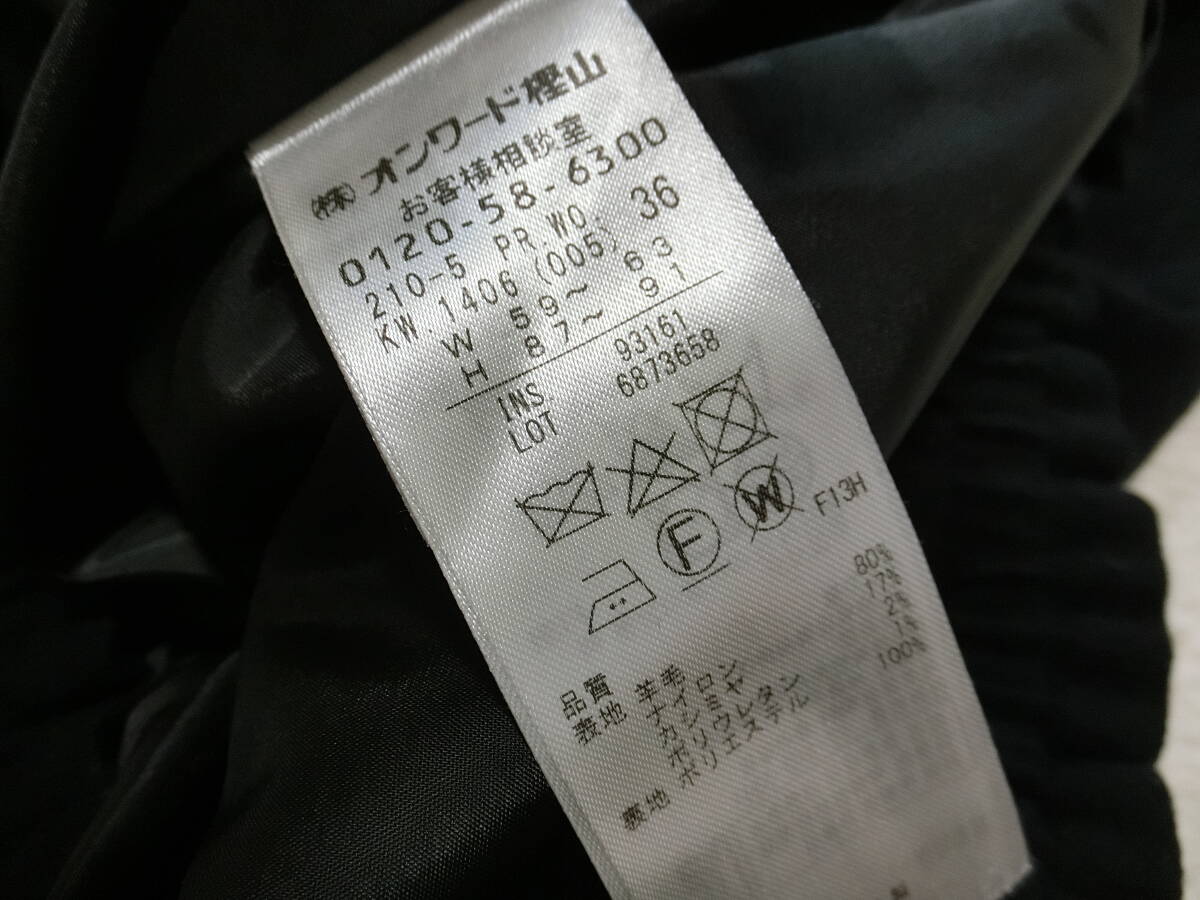 (株)オンワード樫山
お客様相談室
0120-58-6300
210-5 PR.WO. 36
KW.1406(005)
W 59~ 63
H 87~ 91
INS. 93161
LOT 6873658
F W F13H
品質
表地 羊毛 80%
ナイロン 17%
カシミヤ 2%
ポリウレタン 1%
裏地 ポリエステル 100%
製